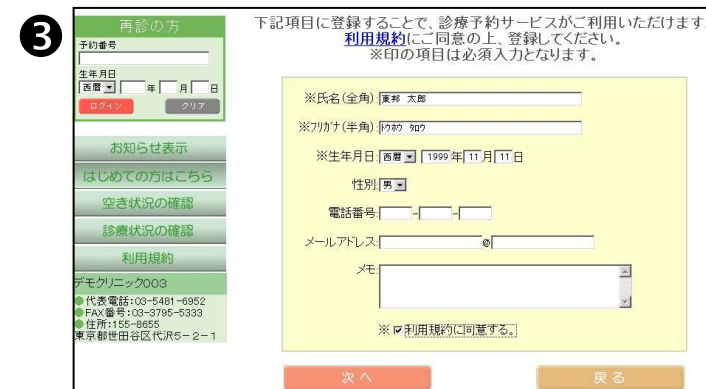 ❸
再診の方
予約番号
生年月日
西暦 年 月 日
ログイン クリア
お知らせ表示
はじめての方はこちら
空き状況の確認
診療状況の確認
利用規約
デモクリニック003
代表電話:03-5481-6952
FAX番号:03-3795-5333
住所:155-8655
東京都世田谷区代沢5-2-1
下記項目に登録することで、診療予約サービスがご利用いただけます
利用規約にご同意の上、登録してください。
※印の項目は必須入力となります。
※氏名(全角):東邦 太郎
※フリガナ(半角):トウホウ タロウ
※生年月日:西暦 1999年11月11日
性別:男
電話番号: - -
メールアドレス: @
メモ:
※ 利用規約に同意する。
次へ 戻る